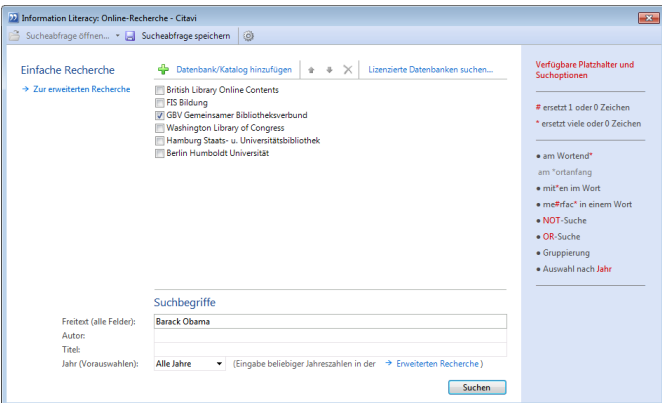 Information Literacy: Online-Recherche - Citavi
Sucheabfrage öffnen... Sucheabfrage speichern
Einfache Recherche
→ Zur erweiterten Recherche
Datenbank/Katalog hinzufügen Lizenzierte Datenbanken suchen...
British Library Online Contents
FIS Bildung
GBV Gemeinsamer Bibliotheksverbund
Washington Library of Congress
Hamburg Staats- u. Universitätsbibliothek
Berlin Humboldt Universität
Suchbegriffe
Freitext (alle Felder): Barack Obama
Autor:
Titel:
Jahr (Vorauswahlen): Alle Jahre (Eingabe beliebiger Jahreszahlen in der → Erweiterten Recherche)
Suchen
Verfügbare Platzhalter und
Suchoptionen
# ersetzt 1 oder 0 Zeichen
* ersetzt viele oder 0 Zeichen
● am Wortend*
am *ortanfang
● mit*en im Wort
● me#rfac* in einem Wort
● NOT-Suche
● OR-Suche
● Gruppierung
● Auswahl nach Jahr